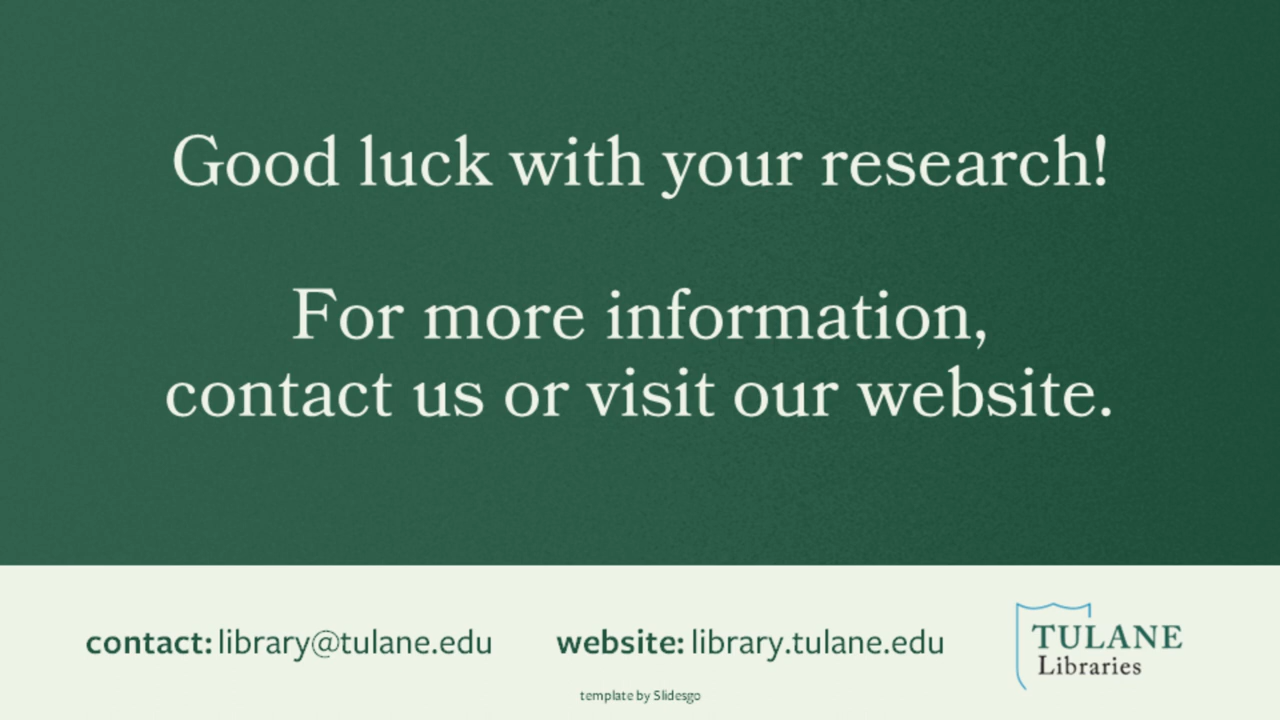 Good luck with your research!
For more information,
contact us or visit our website.
contact: library@tulane.edu
website: library.tulane.edu
TULANE
Libraries
template by Slidesgo